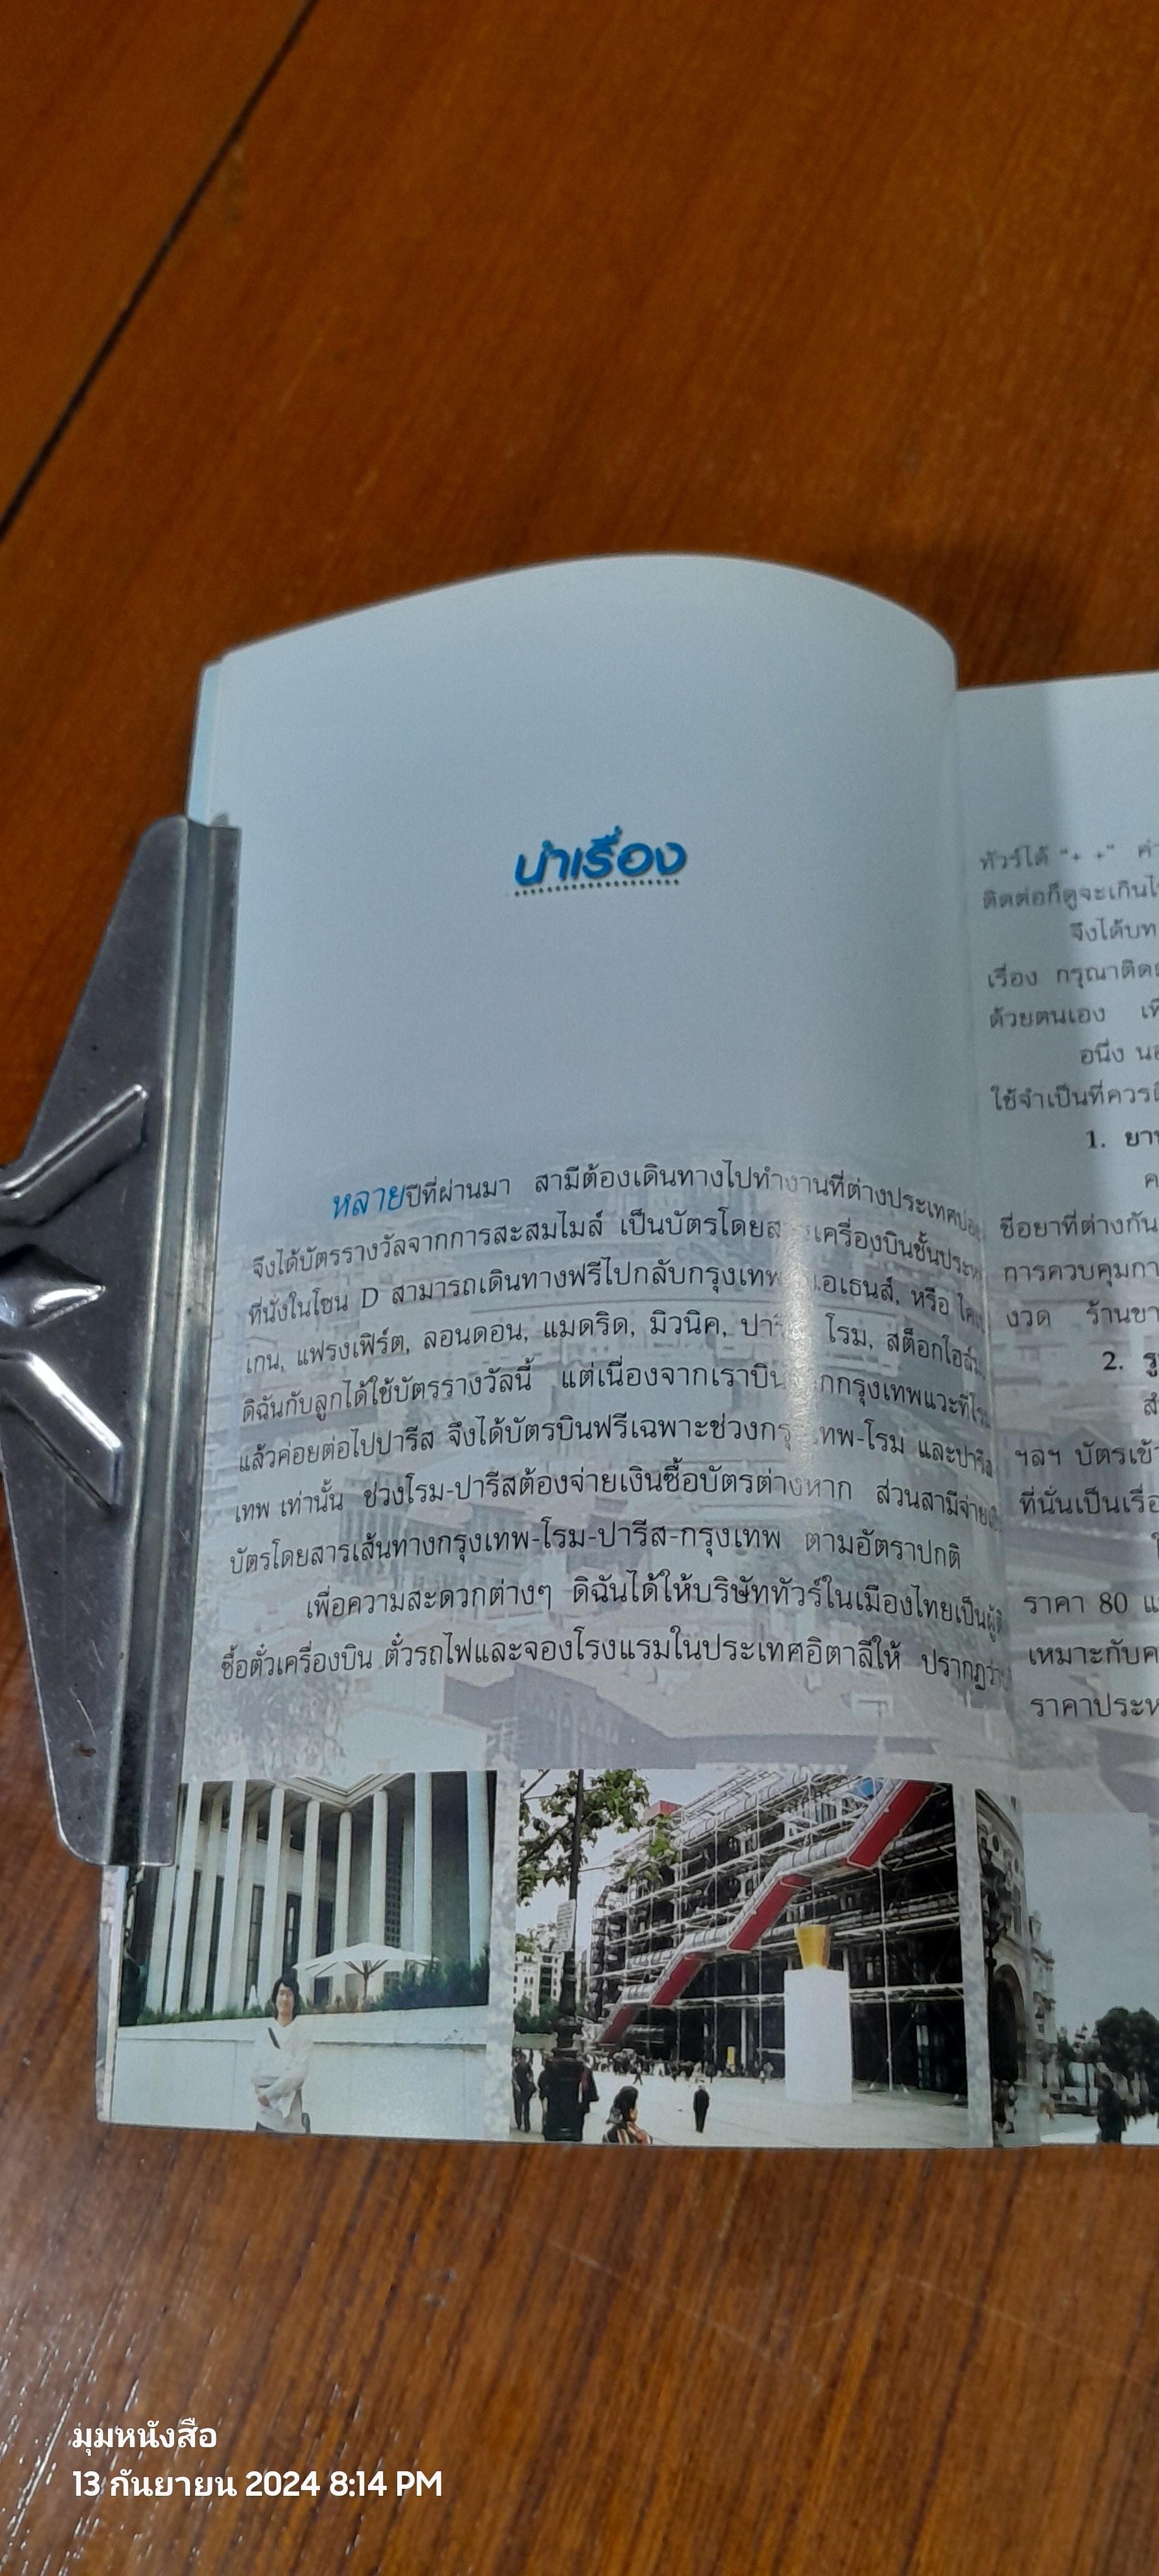 นำเรื่อง
หลายปีที่ผ่านมา สามีต้องเดินทางไปทำงานที่ต่างประเทศ
จึงได้บัตรรางวัลจากการสะสมไมล์ เป็นบัตรโดยส เครื่องบินชั้นประห
ที่นั่งในโซน D สามารถเดินทางฟรีไปกลับกรุงเทพ เอเธนส์, หรือ
เกน, แฟรงเฟิร์ต, ลอนดอน, แมดริด, มิวนิค, ปารี โรม, สต็อกโฮล์ม
ดิฉันกับลูกได้ใช้บัตรรางวัลนี้ แต่เนื่องจากเราบิน กกรุงเทพแวะที่โรม
แล้วค่อยต่อไปปารีส จึงได้บัตรบินฟรีเฉพาะช่วงกรุ ทพ-โรม และปารีส
เทพ เท่านั้น ช่วงโรม-ปารีสต้องจ่ายเงินซื้อบัตรต่างหาก ส่วนสามีจ่าย
บัตรโดยสารเส้นทางกรุงเทพ-โรม-ปารีส-กรุงเทพ ตามอัตราปกติ
เพื่อความสะดวกต่างๆ ดิฉันได้ให้บริษัททัวร์ในเมืองไทยเป็นผู้
ซื้อตั๋วเครื่องบิน ตั๋วรถไฟและจองโรงแรมในประเทศอิตาลีให้ ปรากฏว่า
ทัวร์ได้ "+ +" ค่
ติดต่อก็ดูจะเกินไ
จึงได้บท
เรื่อง กรุณาติด
ด้วยตนเอง เพี
อนึ่ง นอ
ใช้จำเป็นที่ควร
1. ยา
ค
ชื่อยาที่ต่างกัน
การควบคุมกา
งวด ร้านขา
2. รู
สำ
ฯลฯ บัตรเข้า
ที่นั่นเป็นเรื่อ
ราคา 80 แ
เหมาะกับค
ราคาประห
มุมหนังสือ
13 กันยายน 2024 8:14 PM